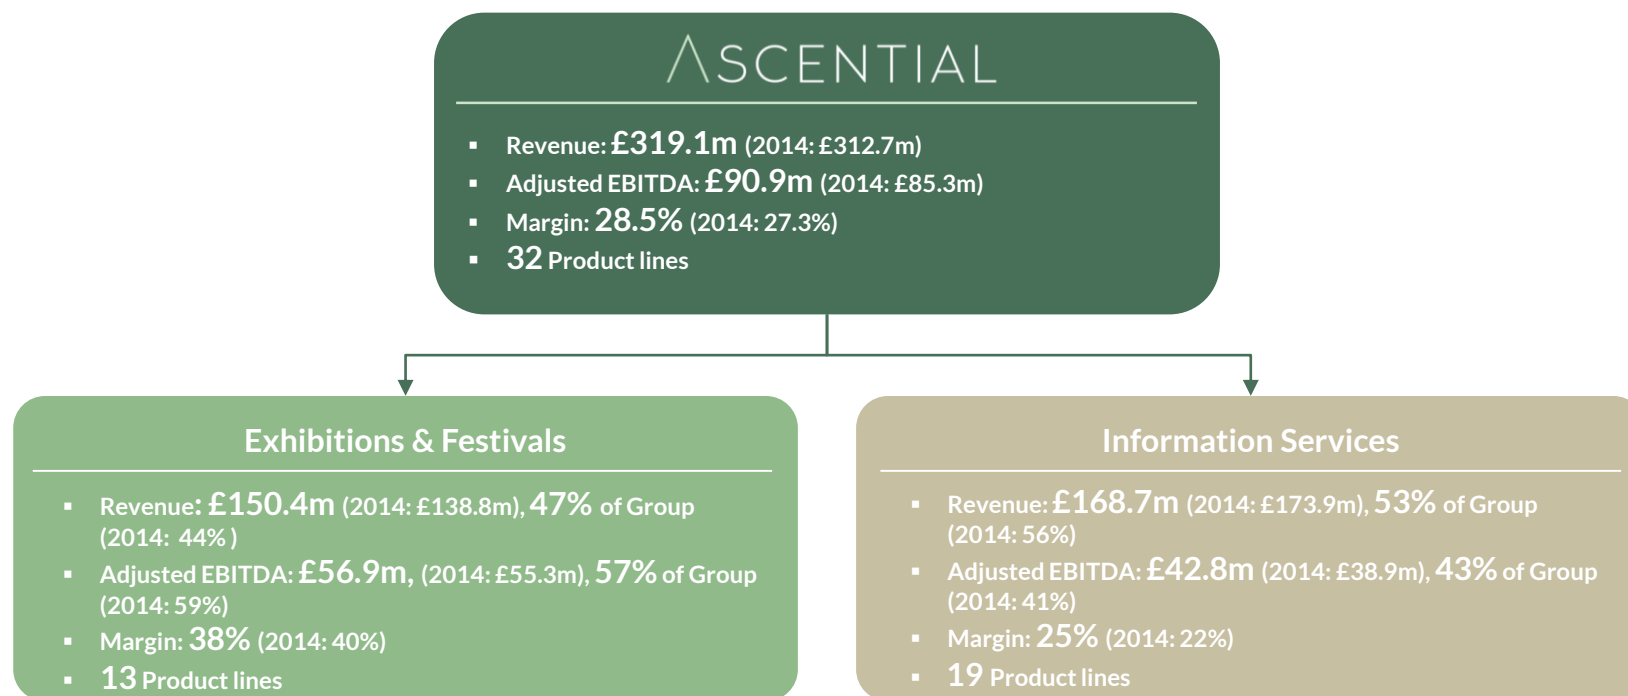 ASCENTIAL
▪ Revenue: £319.1m (2014: £312.7m)
▪ Adjusted EBITDA: £90.9m (2014: £85.3m)
▪ Margin: 28.5% (2014: 27.3%)
▪ 32 Product lines
Exhibitions & Festivals
▪ Revenue: £150.4m (2014: £138.8m), 47% of Group
(2014: 44% )
▪ Adjusted EBITDA: £56.9m, (2014: £55.3m), 57% of Group
(2014: 59%)
▪ Margin: 38% (2014: 40%)
▪ 13 Product lines
Information Services
▪ Revenue: £168.7m (2014: £173.9m), 53% of Group
(2014: 56%)
▪ Adjusted EBITDA: £42.8m (2014: £38.9m), 43% of Group
(2014: 41%)
▪ Margin: 25% (2014: 22%)
▪ 19 Product lines